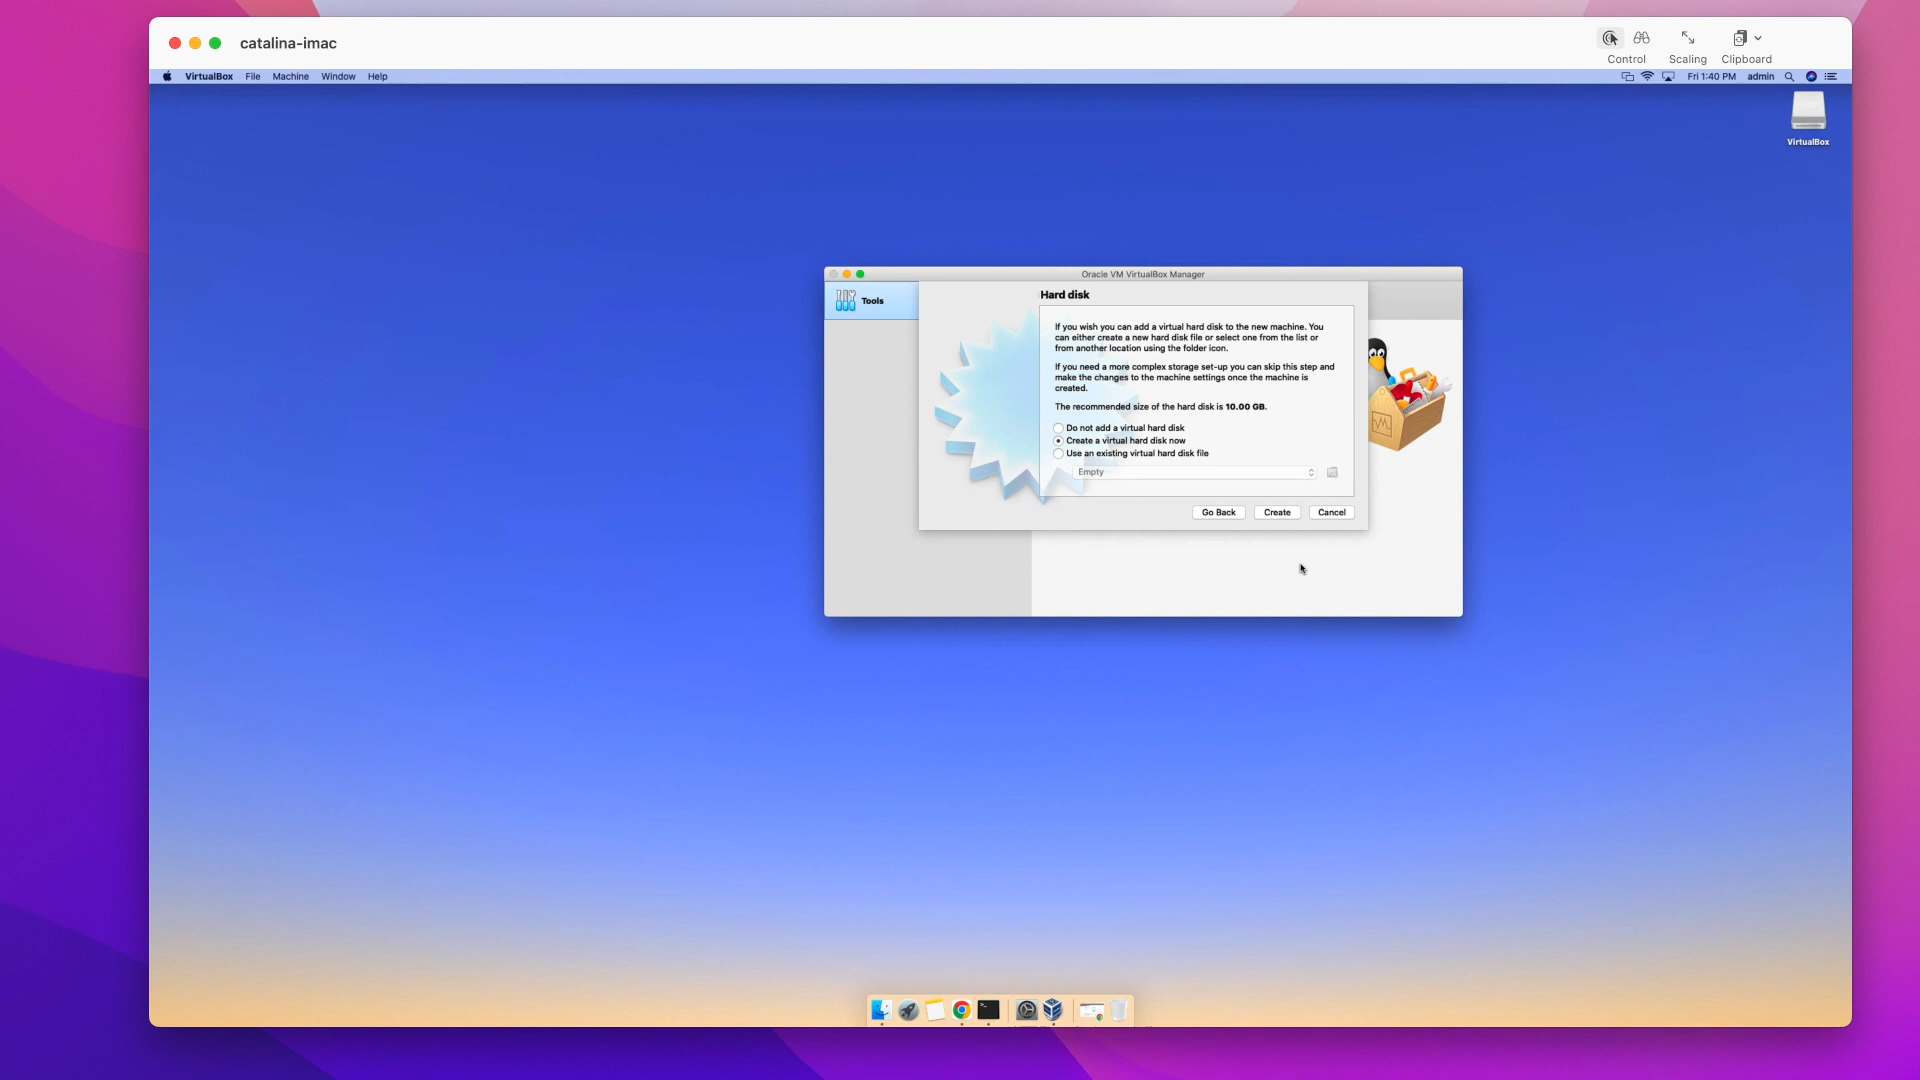 catalina-imac
Control
Scaling
Clipboard
VirtualBox File Machine Window Help
Fri 1:40 PM admin
VirtualBox
Oracle VM VirtualBox Manager
Tools
Hard disk
If you wish you can add a virtual hard disk to the new machine. You
can either create a new hard disk file or select one from the list or
from another location using the folder icon.
If you need a more complex storage set-up you can skip this step and
make the changes to the machine settings once the machine is
created.
The recommended size of the hard disk is 10.00 GB.
Do not add a virtual hard disk
Create a virtual hard disk now
Use an existing virtual hard disk file
Empty
Go Back
Create
Cancel